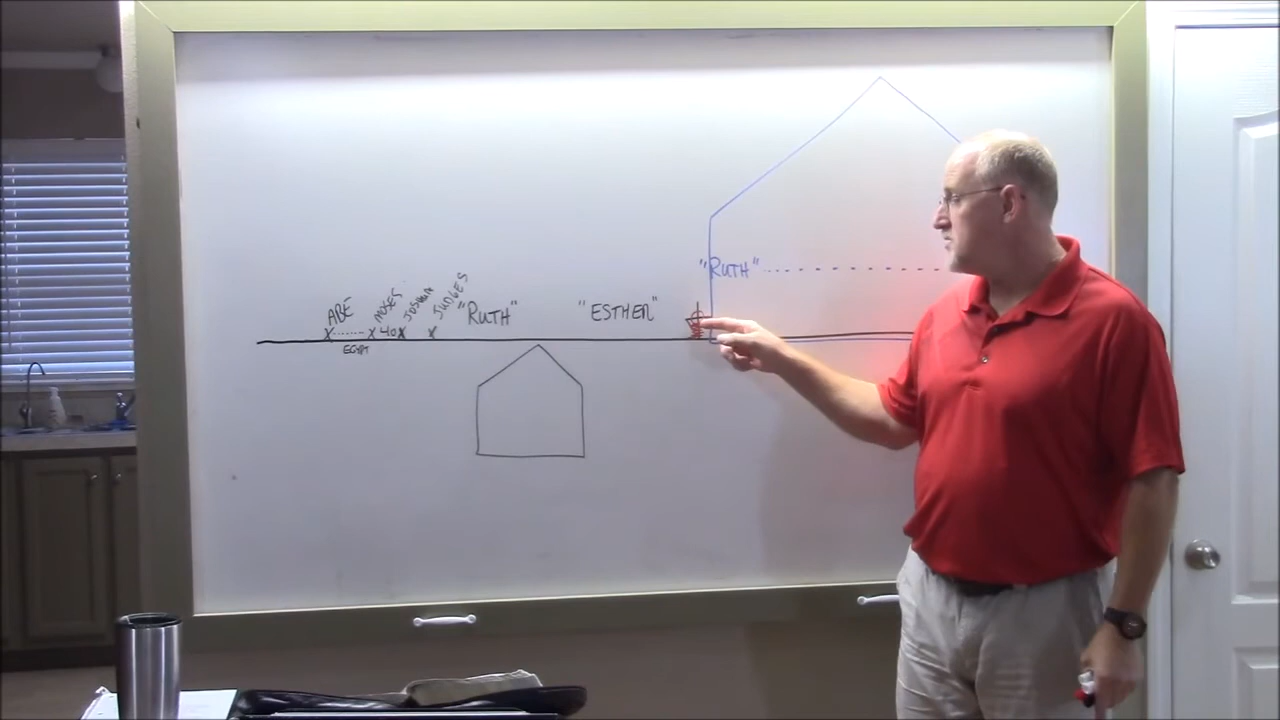 "RUTH"
ABE MOSES JOSHUA JUDGES "RUTH" "ESTHER"
X X 40 X X
EGYPT